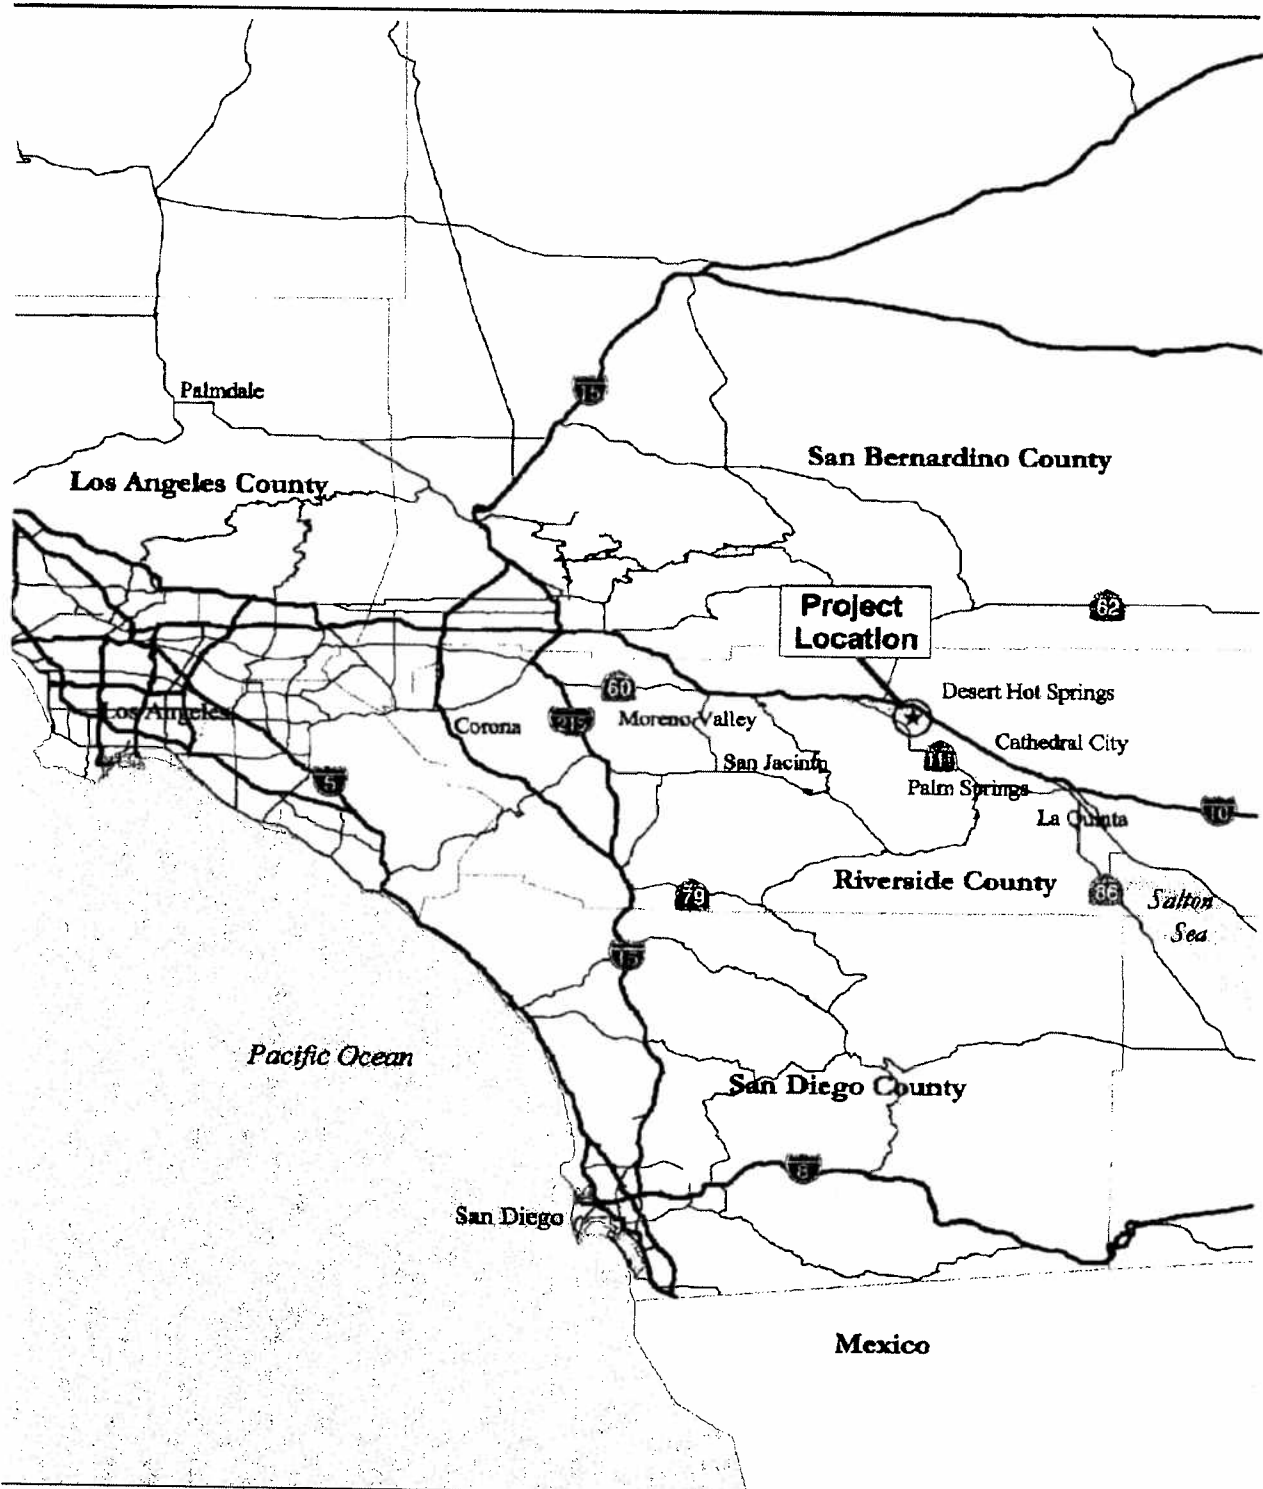 Palmdale
15
San Bernardino County
Los Angeles County
Project
Location
62
60
Desert Hot Springs
Los Angeles
Corona
215
Moreno Valley
Cathedral City
San Jacinto
111
5
Palm Springs
La Quinta
10
Riverside County
79
86
Salton
Sea
15
Pacific Ocean
San Diego County
8
San Diego
Mexico